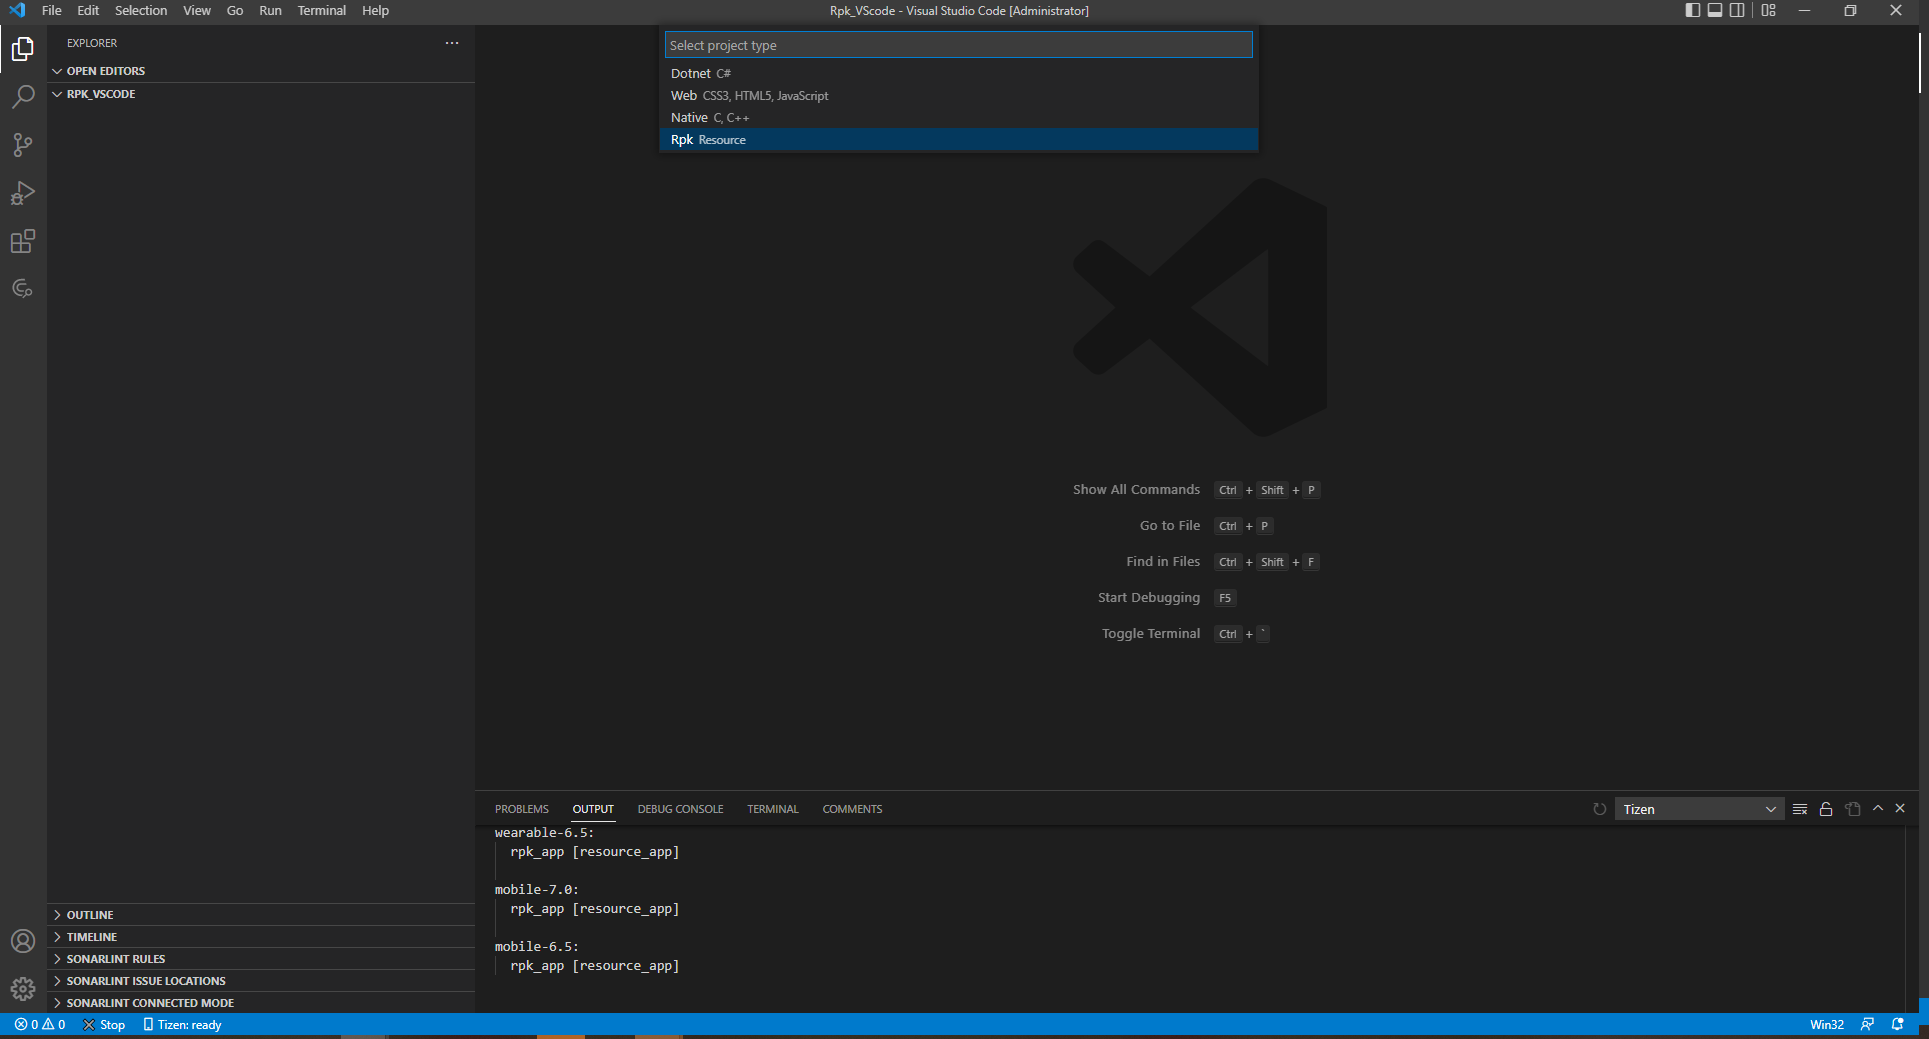 File Edit Selection View Go Run Terminal Help
Rpk_VScode - Visual Studio Code [Administrator]
EXPLORER
OPEN EDITORS
RPK_VSCODE
Select project type
Dotnet C#
Web CSS3, HTML5, JavaScript
Native C, C++
Rpk Resource
Show All Commands Ctrl + Shift + P
Go to File Ctrl + P
Find in Files Ctrl + Shift + F
Start Debugging F5
Toggle Terminal Ctrl + `
PROBLEMS OUTPUT DEBUG CONSOLE TERMINAL COMMENTS
Tizen
wearable-6.5:
rpk_app [resource_app]
mobile-7.0:
rpk_app [resource_app]
mobile-6.5:
rpk_app [resource_app]
OUTLINE
TIMELINE
SONARLINT RULES
SONARLINT ISSUE LOCATIONS
SONARLINT CONNECTED MODE
0 0 Stop Tizen: ready
Win32